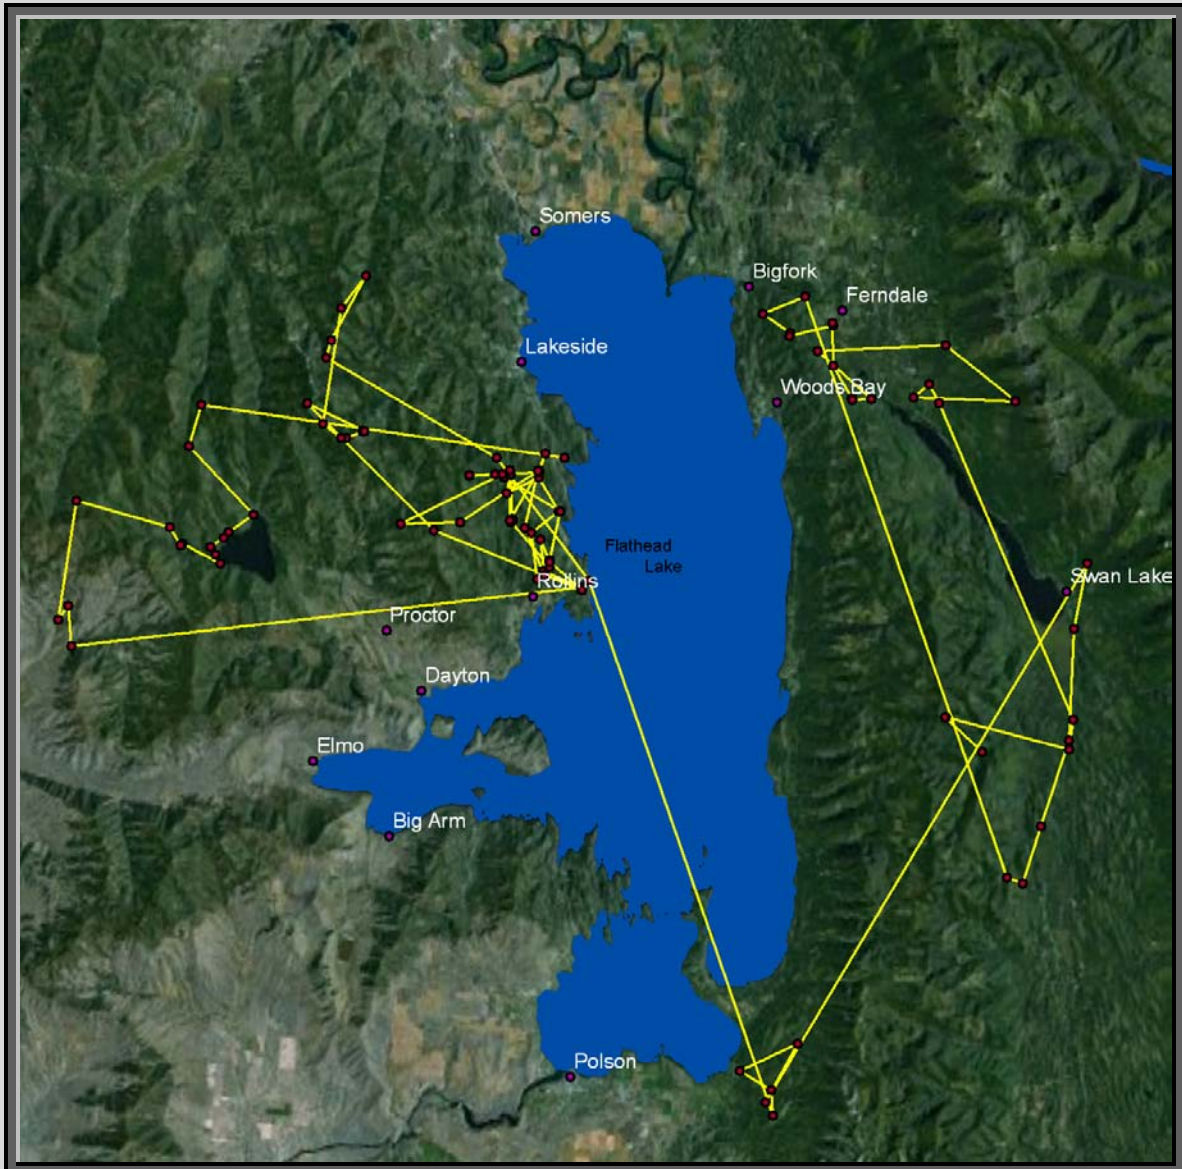 Somers
Bigfork
Ferndale
Lakeside
Woods Bay
Flathead
Lake
Swan Lake
Rollins
Proctor
Dayton
Elmo
Big Arm
Polson